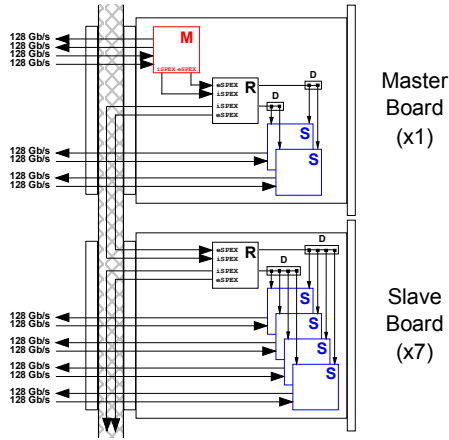 128 Gb/s
128 Gb/s
128 Gb/s
128 Gb/s
M
iSPEX eSPEX
eSPEX
iSPEX
iSPEX
eSPEX
R
D
D
S
S
128 Gb/s
128 Gb/s
128 Gb/s
128 Gb/s
Master
Board
(x1)
eSPEX
iSPEX
iSPEX
eSPEX
R
D
D
S
S
S
S
128 Gb/s
128 Gb/s
128 Gb/s
128 Gb/s
128 Gb/s
128 Gb/s
128 Gb/s
128 Gb/s
Slave
Board
(x7)